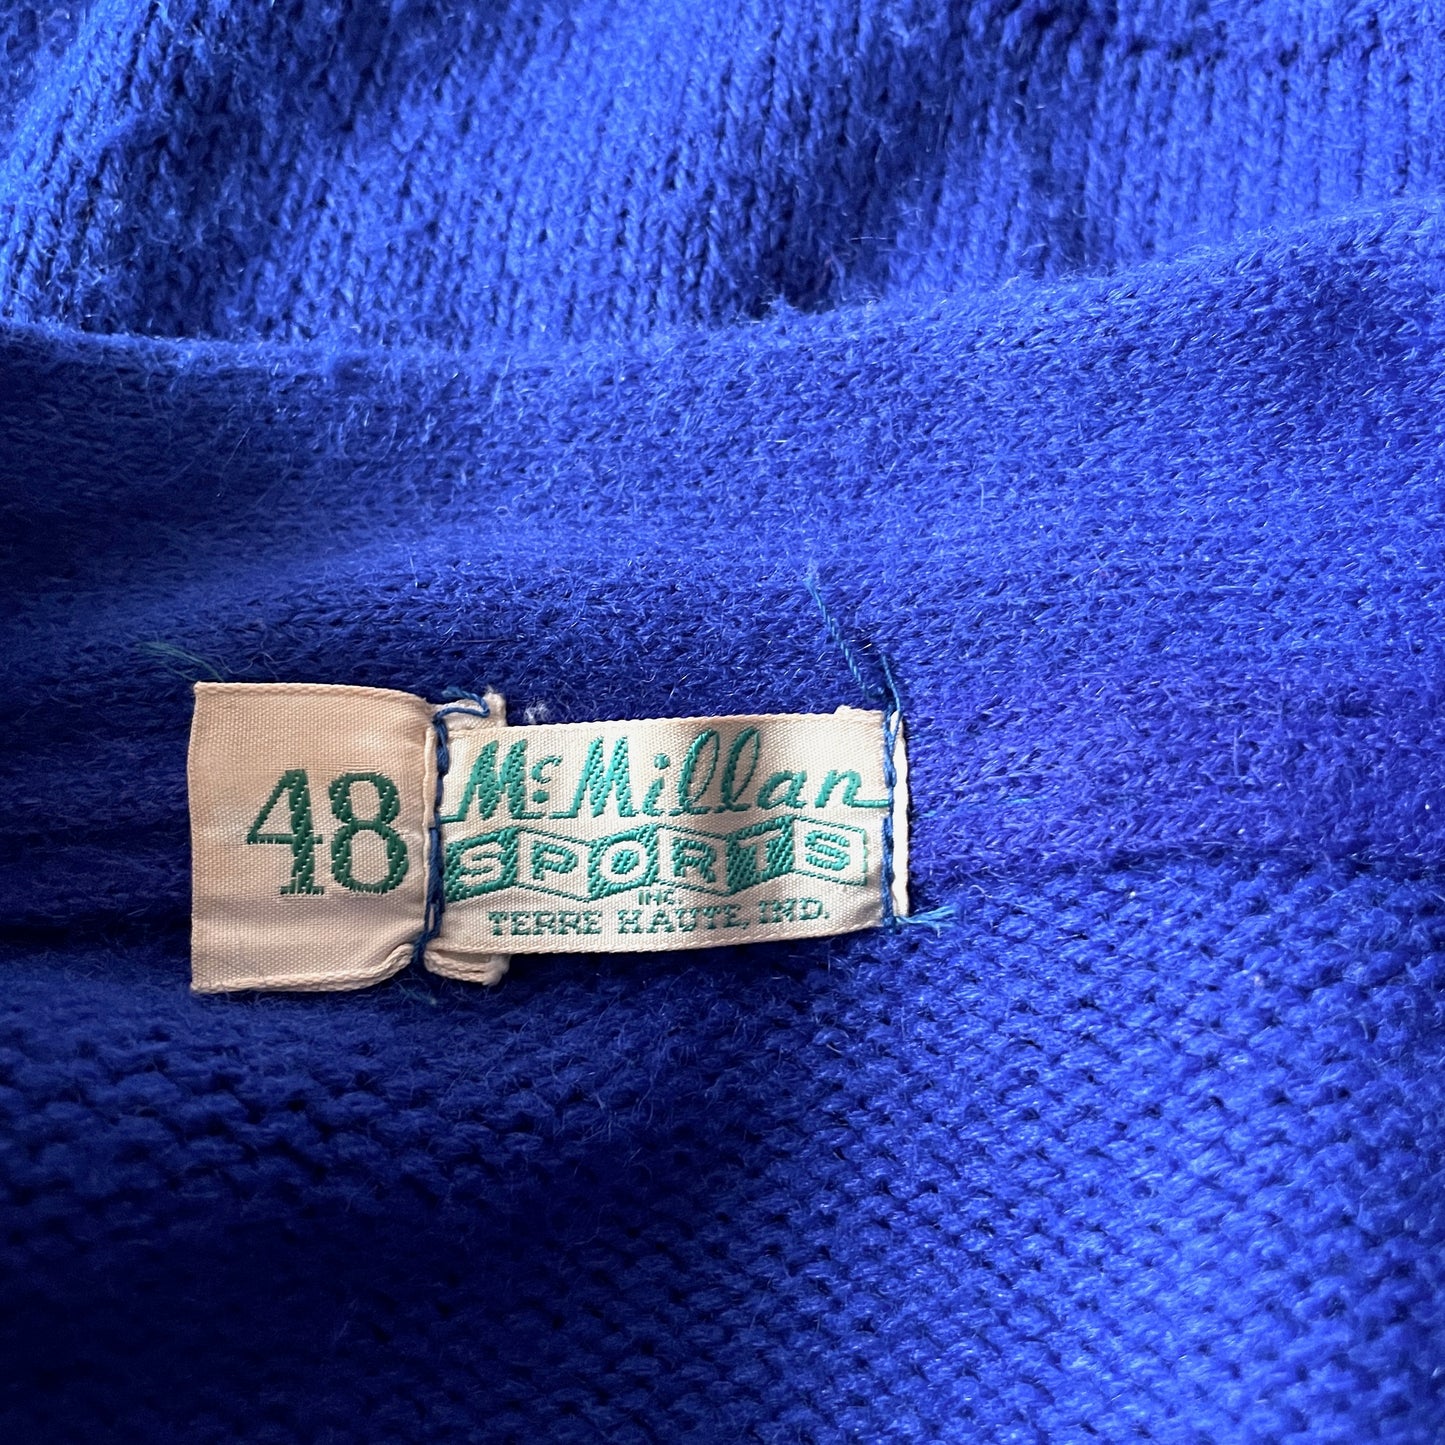 48
McMillan
SPORTS
INC.
TERRE HAUTE, IND.